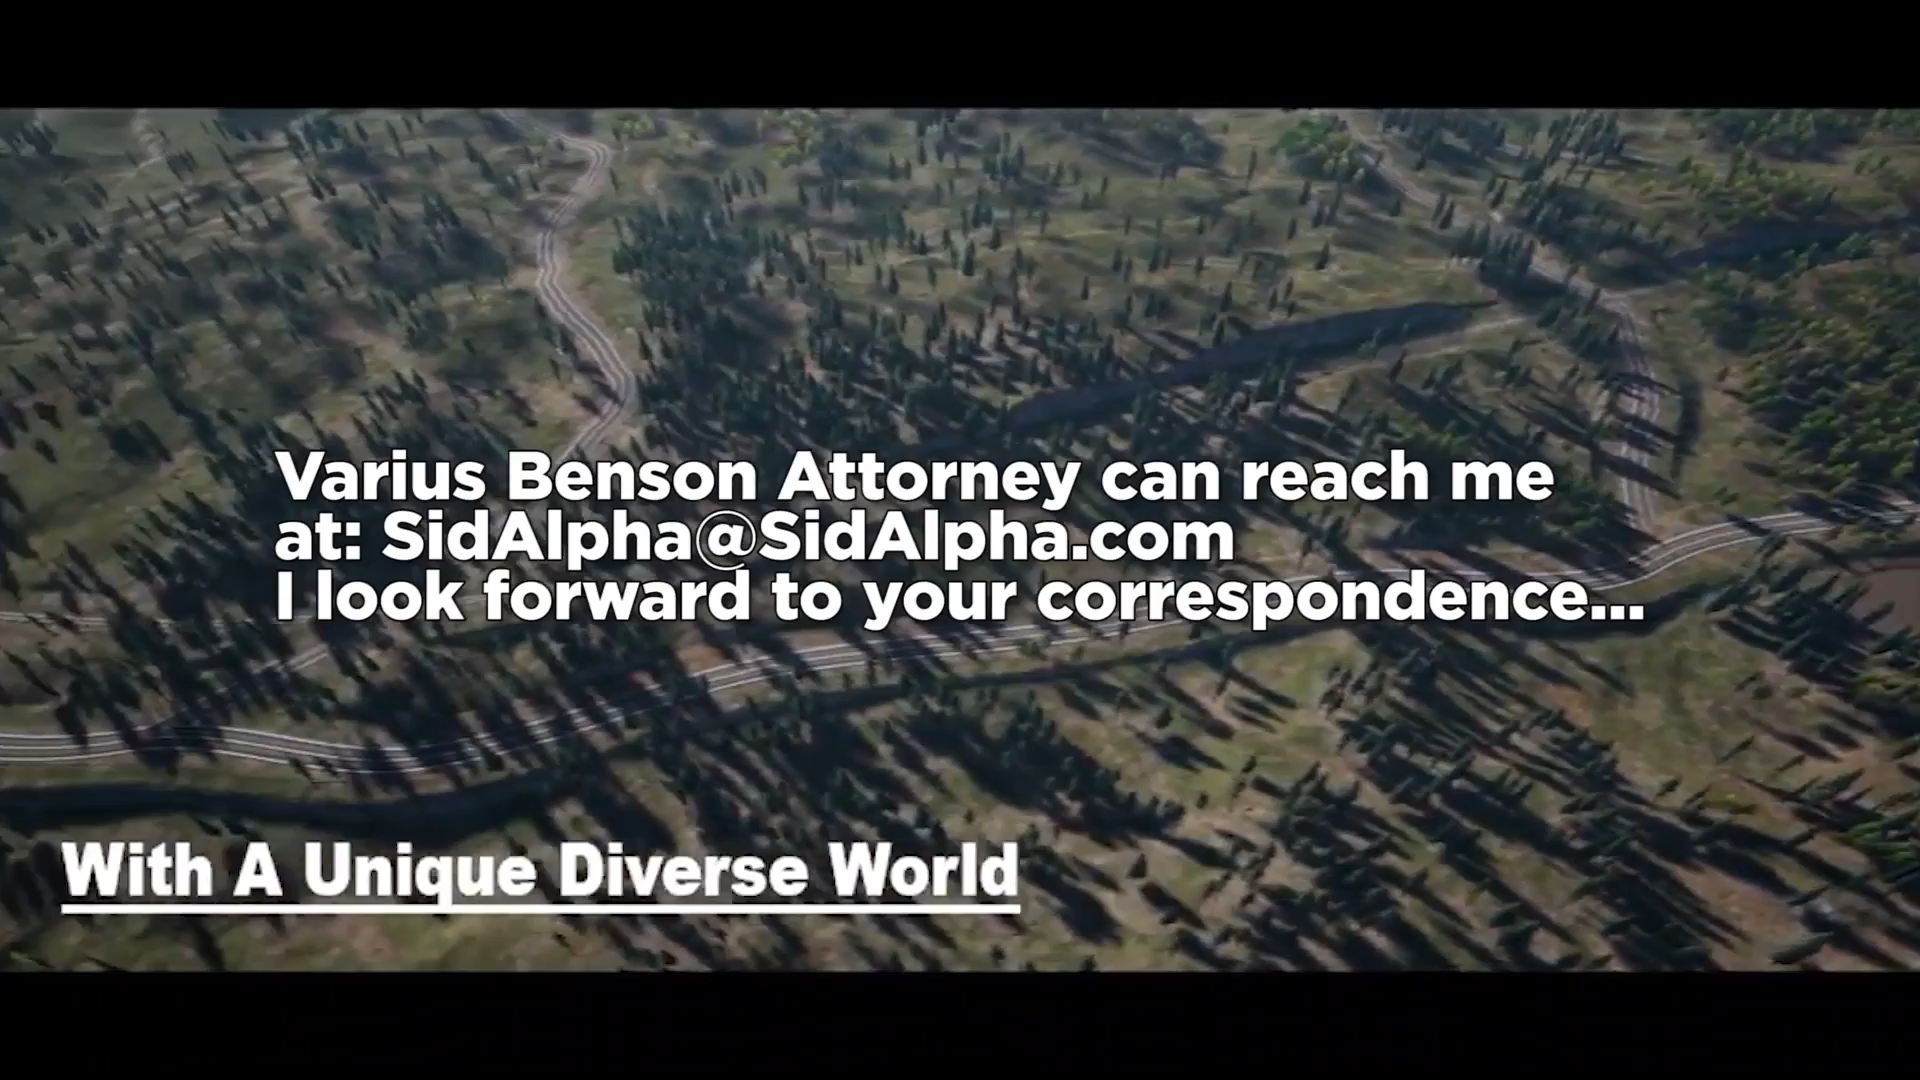 Varius Benson Attorney can reach me
at: SidAlpha@SidAlpha.com
I look forward to your correspondence...
With A Unique Diverse World